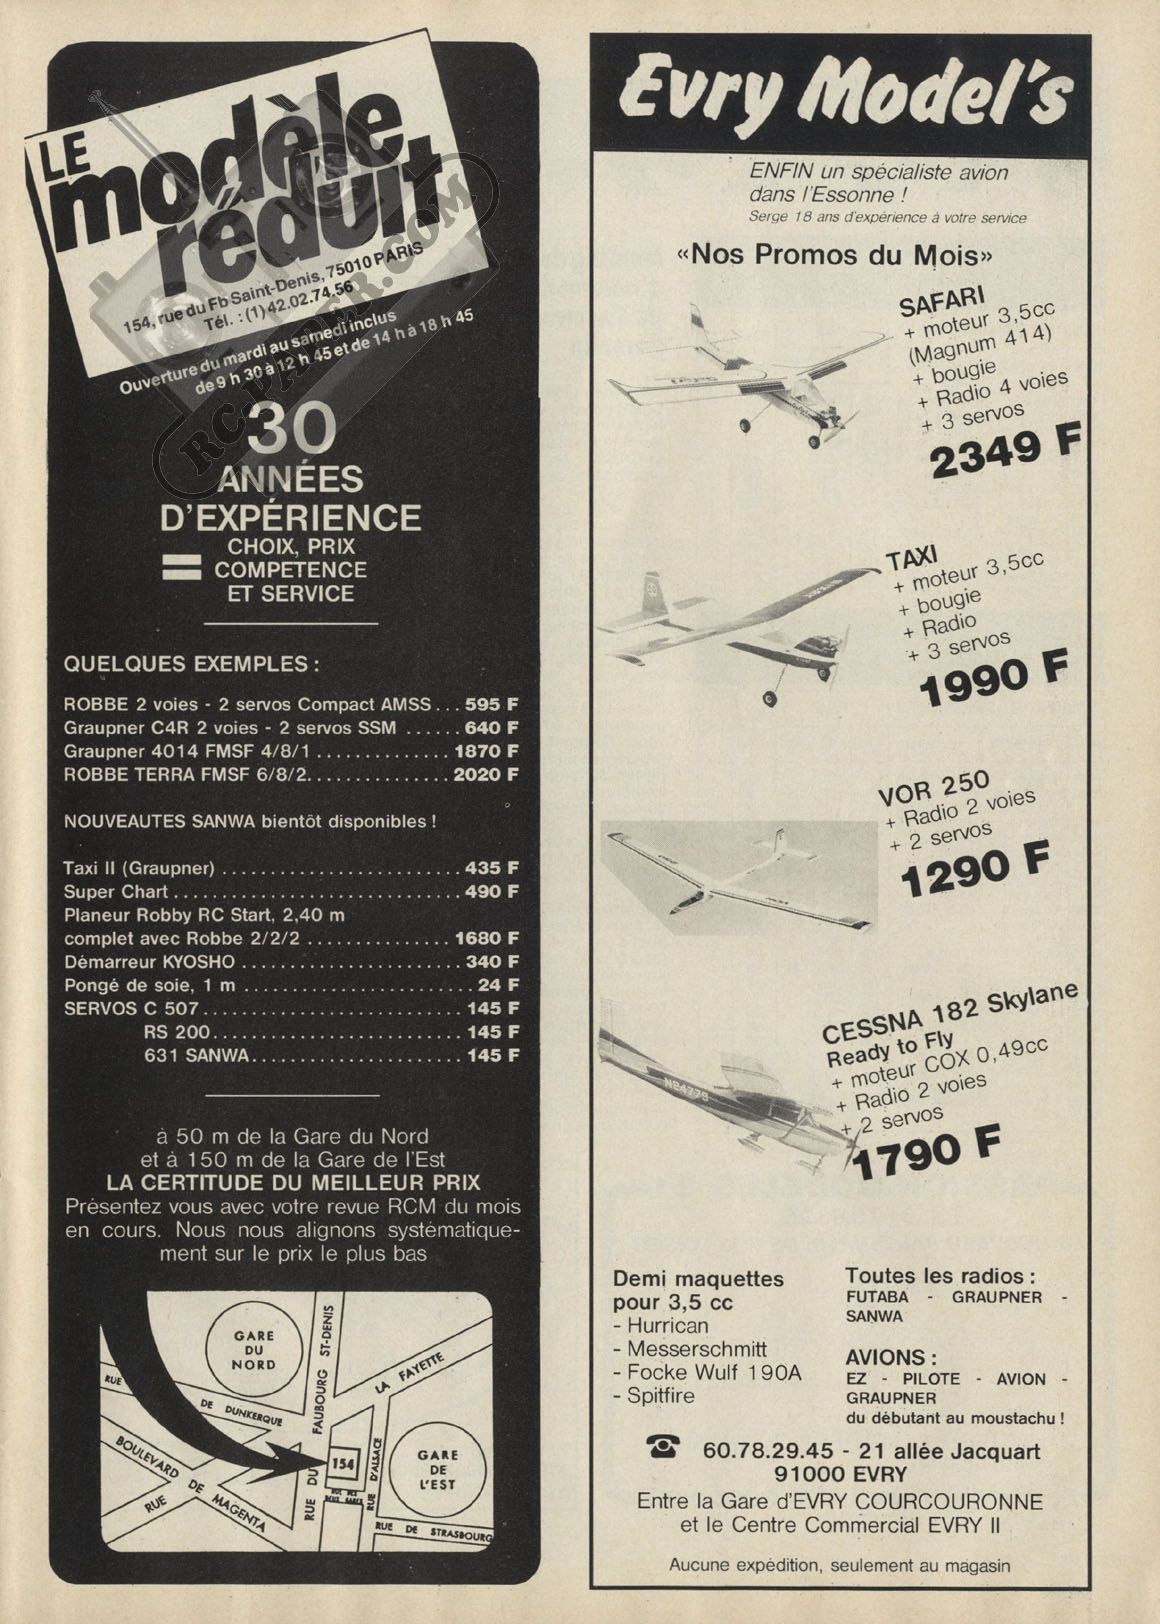 LE
modèle
réduit
154, rue du Fb Saint-Denis, 75010 PARIS
Tél. : (1) 42.02.74.56
Ouverture du mardi au samedi inclus
de 9 h 30 à 12 h 45 et de 14 h à 18 h 45
RC-PAPER.COM
30
ANNÉES
D'EXPÉRIENCE
CHOIX, PRIX
= COMPETENCE
ET SERVICE
QUELQUES EXEMPLES :
ROBBE 2 voies - 2 servos Compact AMSS ... 595 F
Graupner C4R 2 voies - 2 servos SSM ...... 640 F
Graupner 4014 FMSF 4/8/1 .............. 1870 F
ROBBE TERRA FMSF 6/8/2.............. 2020 F
NOUVEAUTES SANWA bientôt disponibles !
Taxi II (Graupner) ........................ 435 F
Super Chart ............................. 490 F
Planeur Robby RC Start, 2,40 m
complet avec Robbe 2/2/2 .............. 1680 F
Démarreur KYOSHO ...................... 340 F
Pongé de soie, 1 m ....................... 24 F
SERVOS C 507 .......................... 145 F
RS 200......................... 145 F
631 SANWA..................... 145 F
à 50 m de la Gare du Nord
et à 150 m de la Gare de l'Est
LA CERTITUDE DU MEILLEUR PRIX
Présentez vous avec votre revue RCM du mois
en cours. Nous nous alignons systématique-
ment sur le prix le plus bas
GARE
DU
NORD
RUE DE DUNKERQUE
RUE DU FAUBOURG ST-DENIS
LA FAYETTE
BOULEVARD DE MAGENTA
RUE
154
RUE D'ALSACE
GARE
DE
L'EST
RUE DES
DEUX GARES
RUE DE STRASBOURG
Evry Model's
ENFIN un spécialiste avion
dans l'Essonne !
Serge 18 ans d'expérience à votre service
«Nos Promos du Mois»
SAFARI
+ moteur 3,5cc
(Magnum 414)
+ bougie
+ Radio 4 voies
+ 3 servos
2349 F
TAXI
+ moteur 3,5cc
+ bougie
+ Radio
+ 3 servos
1990 F
VOR 250
+ Radio 2 voies
+ 2 servos
1290 F
CESSNA 182 Skylane
Ready to Fly
+ moteur COX 0,49cc
+ Radio 2 voies
+ 2 servos
1790 F
N2477S
Demi maquettes
pour 3,5 cc
- Hurrican
- Messerschmitt
- Focke Wulf 190A
- Spitfire
Toutes les radios :
FUTABA - GRAUPNER -
SANWA
AVIONS :
EZ - PILOTE - AVION -
GRAUPNER
du débutant au moustachu !
60.78.29.45 - 21 allée Jacquart
91000 EVRY
Entre la Gare d'EVRY COURCOURONNE
et le Centre Commercial EVRY II
Aucune expédition, seulement au magasin